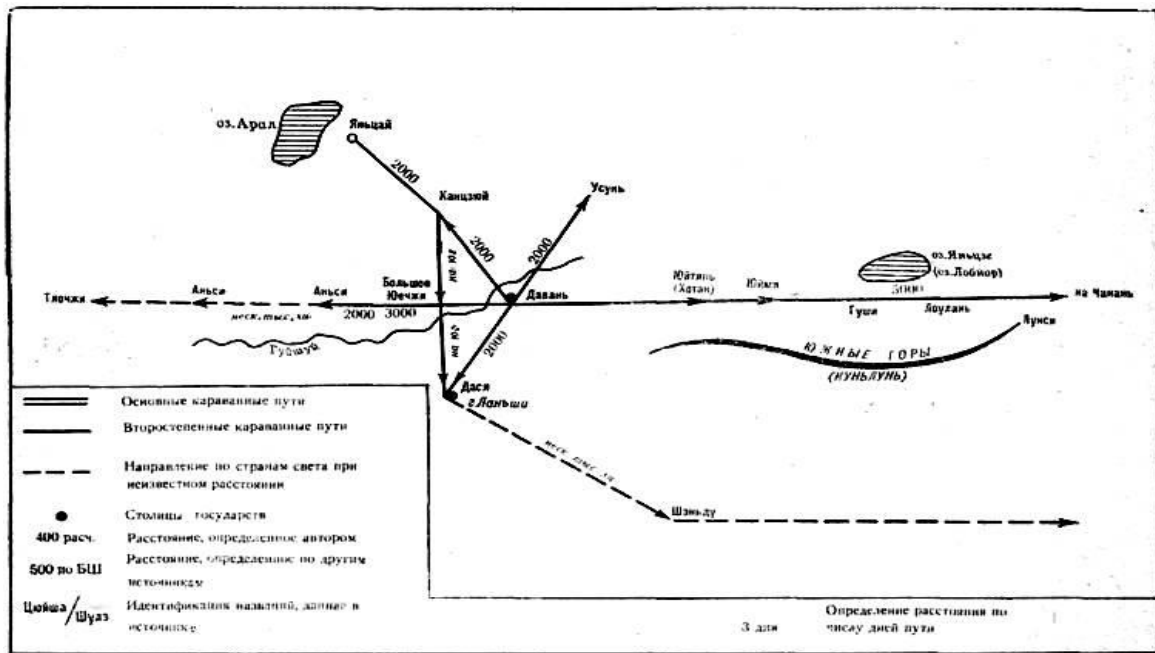 оз. Арал
Яньцай
2000
Усунь
Канцзюй
2000
2000
на юг
оз. Яньцзе
(оз. Лобнор)
Юйтянь
(Хотан)
Юйми
5000
Большое
Юечжи
Давань
Аньси
Аньси
Тяочжи
на Чанань
неск. тыс. ли
2000
3000
Гуши
Лоулань
Лунси
Гуйшуй
на юг
2000
ЮЖНЫЕ ГОРЫ
(КУНЬЛУНЬ)
Дася
г. Ланьши
неск. тыс. ли
Шэньду
Основные караванные пути
Второстепенные караванные пути
Направление по странам света при
неизвестном расстоянии
Столицы государств
400 расч. Расстояние, определенное автором
500 по БШ Расстояние, определенное по другим
источникам
Цюйша/Шуаз Идентификация названий, данные в
источнике
3 дня Определение расстояния по
числу дней пути